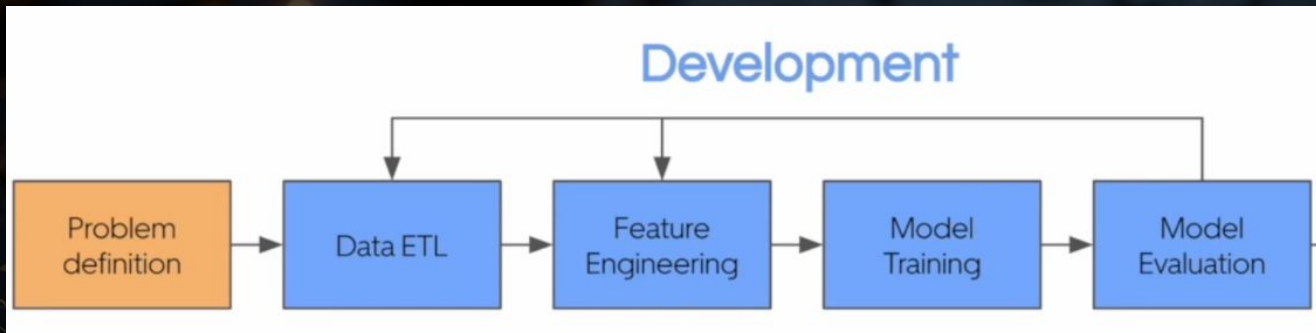 Development
Problem
definition
Data ETL
Feature
Engineering
Model
Training
Model
Evaluation